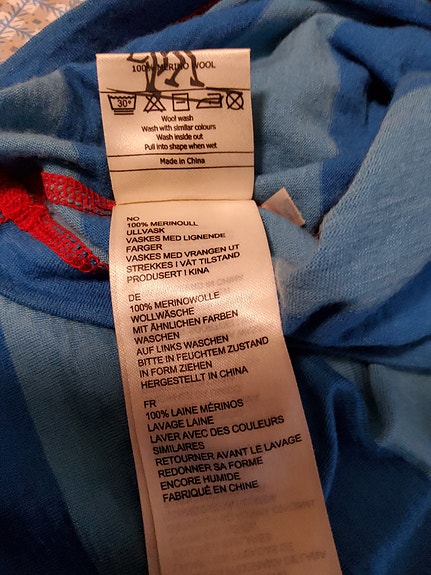 100% MERINO WOOL
30°
Wool wash
Wash with similar colours
Wash inside out
Pull into shape when wet
Made in China
NO
100% MERINOULL
ULLVASK
VASKES MED LIGNENDE
FARGER
VASKES MED VRANGEN UT
STREKKES I VÅT TILSTAND
PRODUSERT I KINA
DE
100% MERINOWOLLE
WOLLWÄSCHE
MIT ÄHNLICHEN FARBEN
WASCHEN
AUF LINKS WASCHEN
BITTE IN FEUCHTEM ZUSTAND
IN FORM ZIEHEN
HERGESTELLT IN CHINA
FR
100% LAINE MÉRINOS
LAVAGE LAINE
LAVER AVEC DES COULEURS
SIMILAIRES
RETOURNER AVANT LE LAVAGE
REDONNER SA FORME
ENCORE HUMIDE
FABRIQUÉ EN CHINE